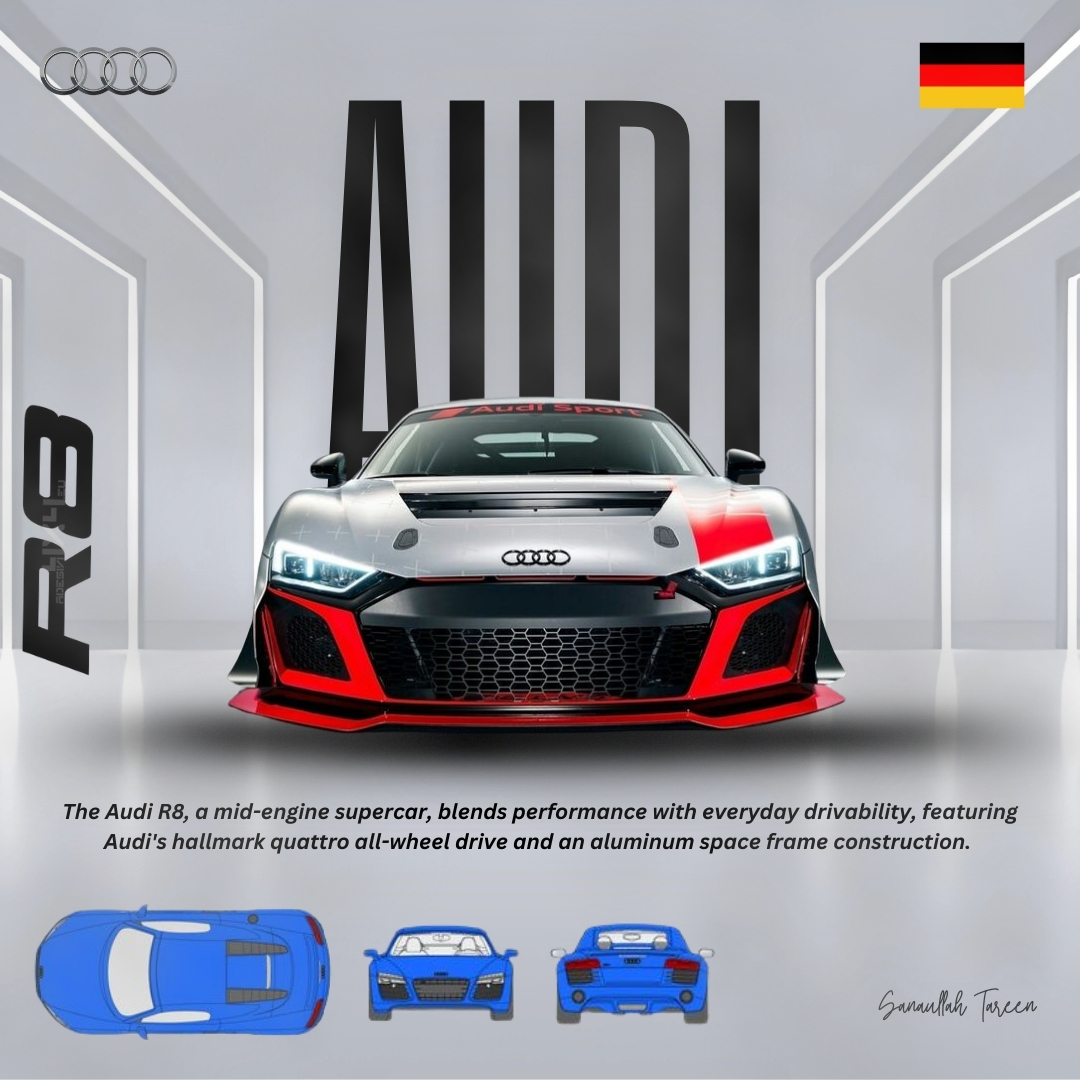 AUDI
Audi Sport
R8
The Audi R8, a mid-engine supercar, blends performance with everyday drivability, featuring
Audi's hallmark quattro all-wheel drive and an aluminum space frame construction.
Sanaullah Tareen